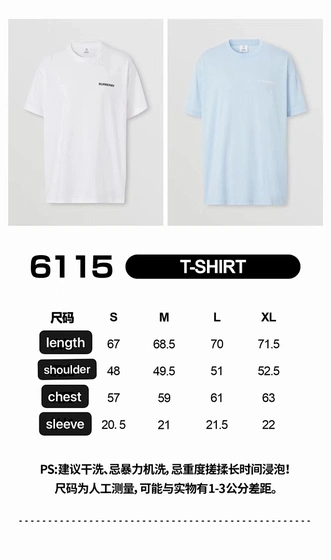 BURBERRY
6115 T-SHIRT
尺码 S M L XL
length 67 68.5 70 71.5
shoulder 48 49.5 51 52.5
chest 57 59 61 63
sleeve 20.5 21 21.5 22
PS:建议干洗、忌暴力机洗,忌重度搓揉长时间浸泡!
尺码为人工测量,可能与实物有1-3公分差距。